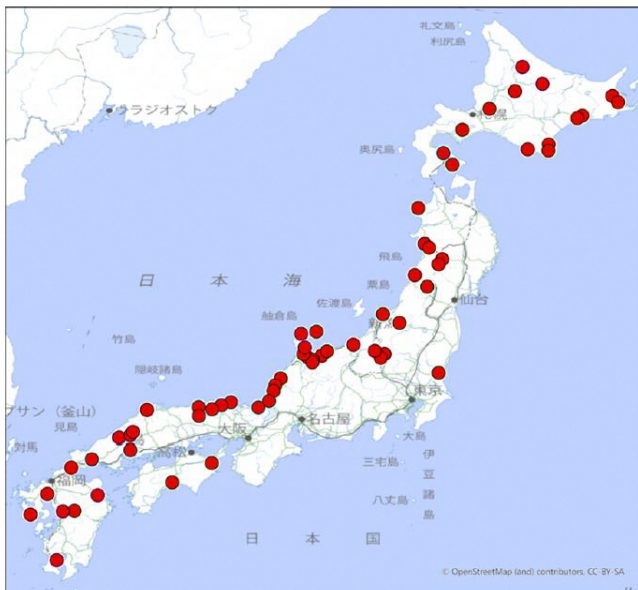 礼文島
利尻島
ウラジオストク
札幌
奥尻島
飛島
日本海
粟島
佐渡島
仙台
舳倉島
竹島
隠岐諸島
東京
プサン（釜山）
見島
名古屋
大阪
大島
対馬
高松
伊豆諸島
三宅島
福岡
八丈島
日本国
© OpenStreetMap (and) contributors, CC-BY-SA